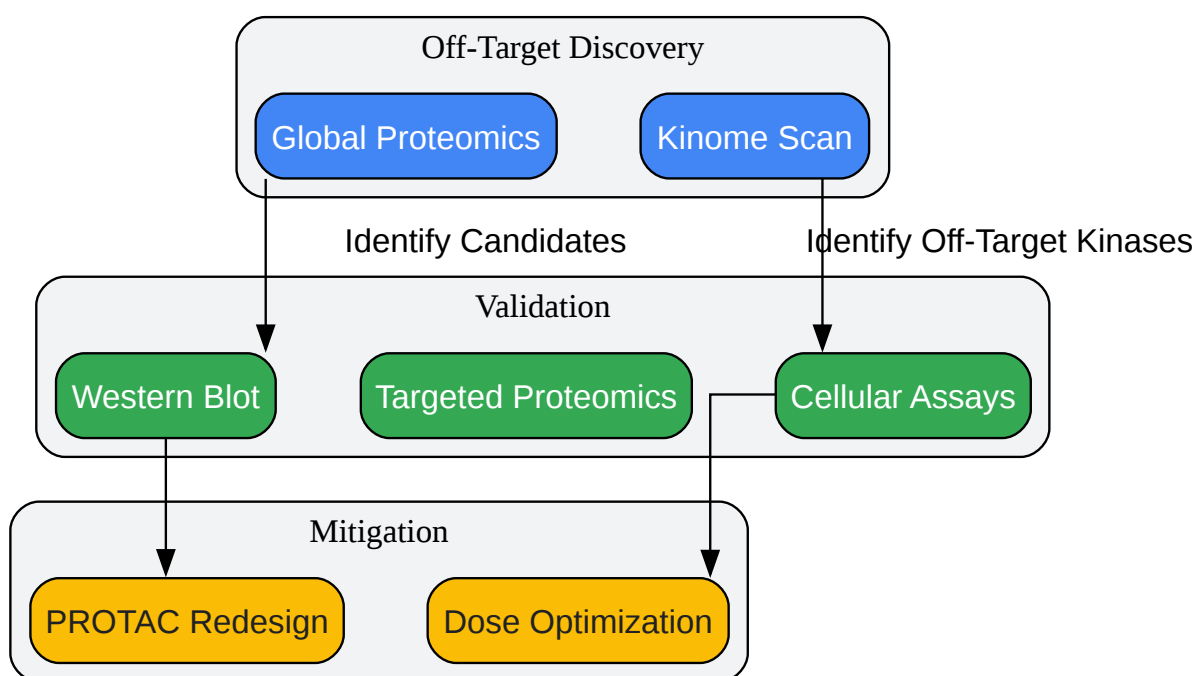 Off-Target Discovery
Global Proteomics
Kinome Scan
Identify Candidates
Identify Off-Target Kinases
Validation
Western Blot
Targeted Proteomics
Cellular Assays
Mitigation
PROTAC Redesign
Dose Optimization